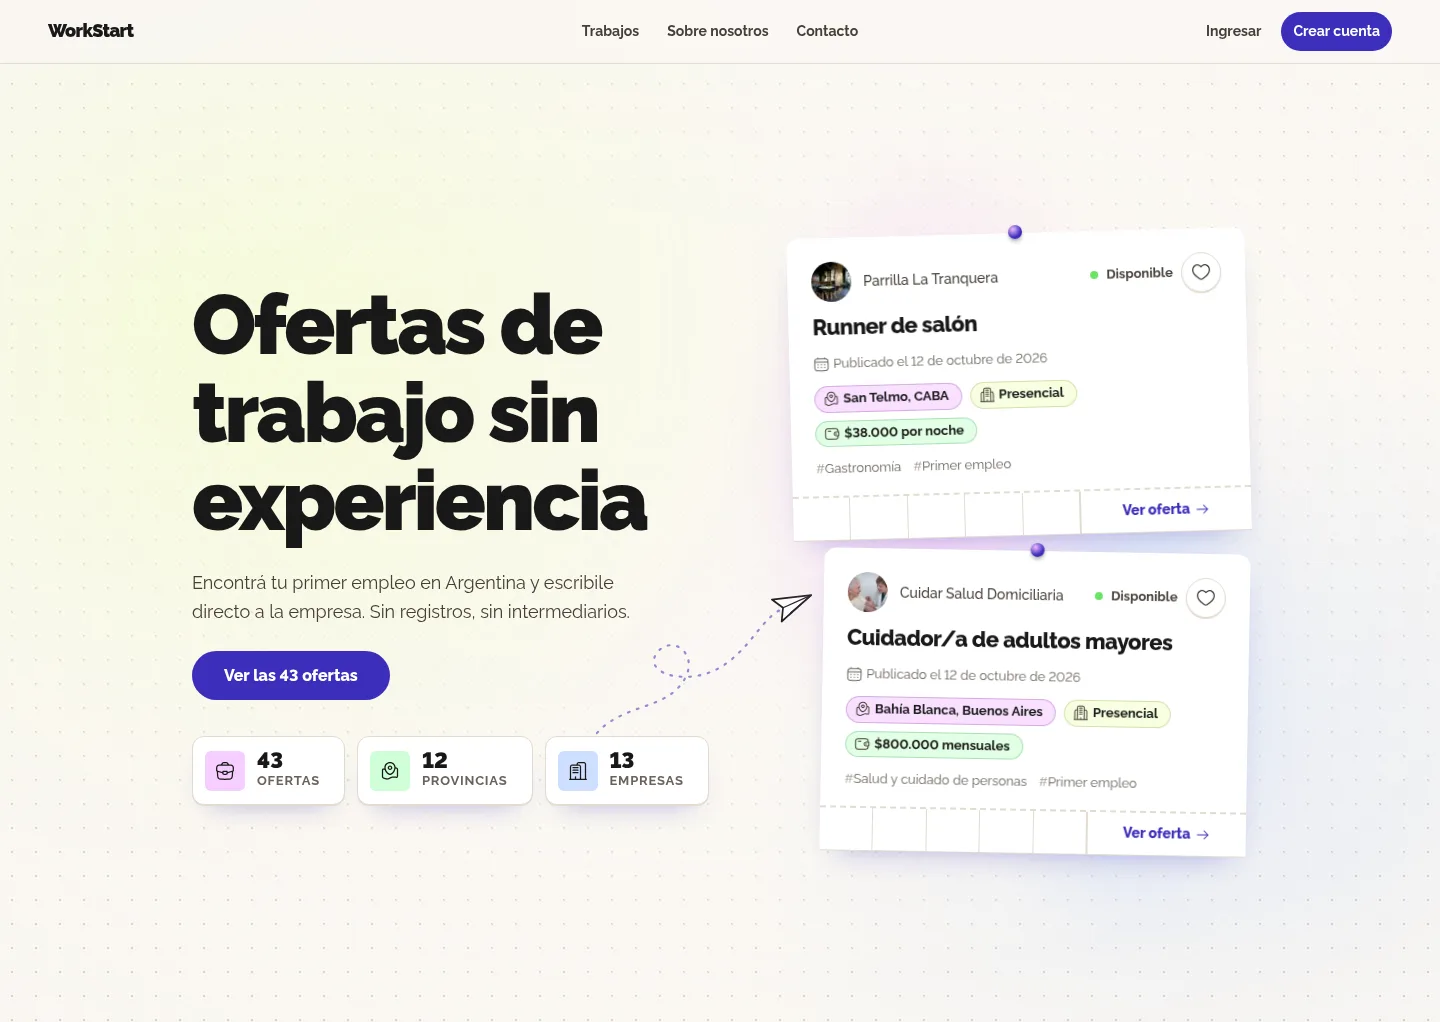 WorkStart
Trabajos
Sobre nosotros
Contacto
Ingresar
Crear cuenta
Ofertas de
trabajo sin
experiencia
Encontrá tu primer empleo en Argentina y escribile
directo a la empresa. Sin registros, sin intermediarios.
Ver las 43 ofertas
43
OFERTAS
12
PROVINCIAS
13
EMPRESAS
Parrilla La Tranquera
Disponible
Runner de salón
Publicado el 12 de octubre de 2026
San Telmo, CABA
Presencial
$38.000 por noche
#Gastronomía #Primer empleo
Ver oferta →
Cuidar Salud Domiciliaria
Disponible
Cuidador/a de adultos mayores
Publicado el 12 de octubre de 2026
Bahía Blanca, Buenos Aires
Presencial
$800.000 mensuales
#Salud y cuidado de personas #Primer empleo
Ver oferta →